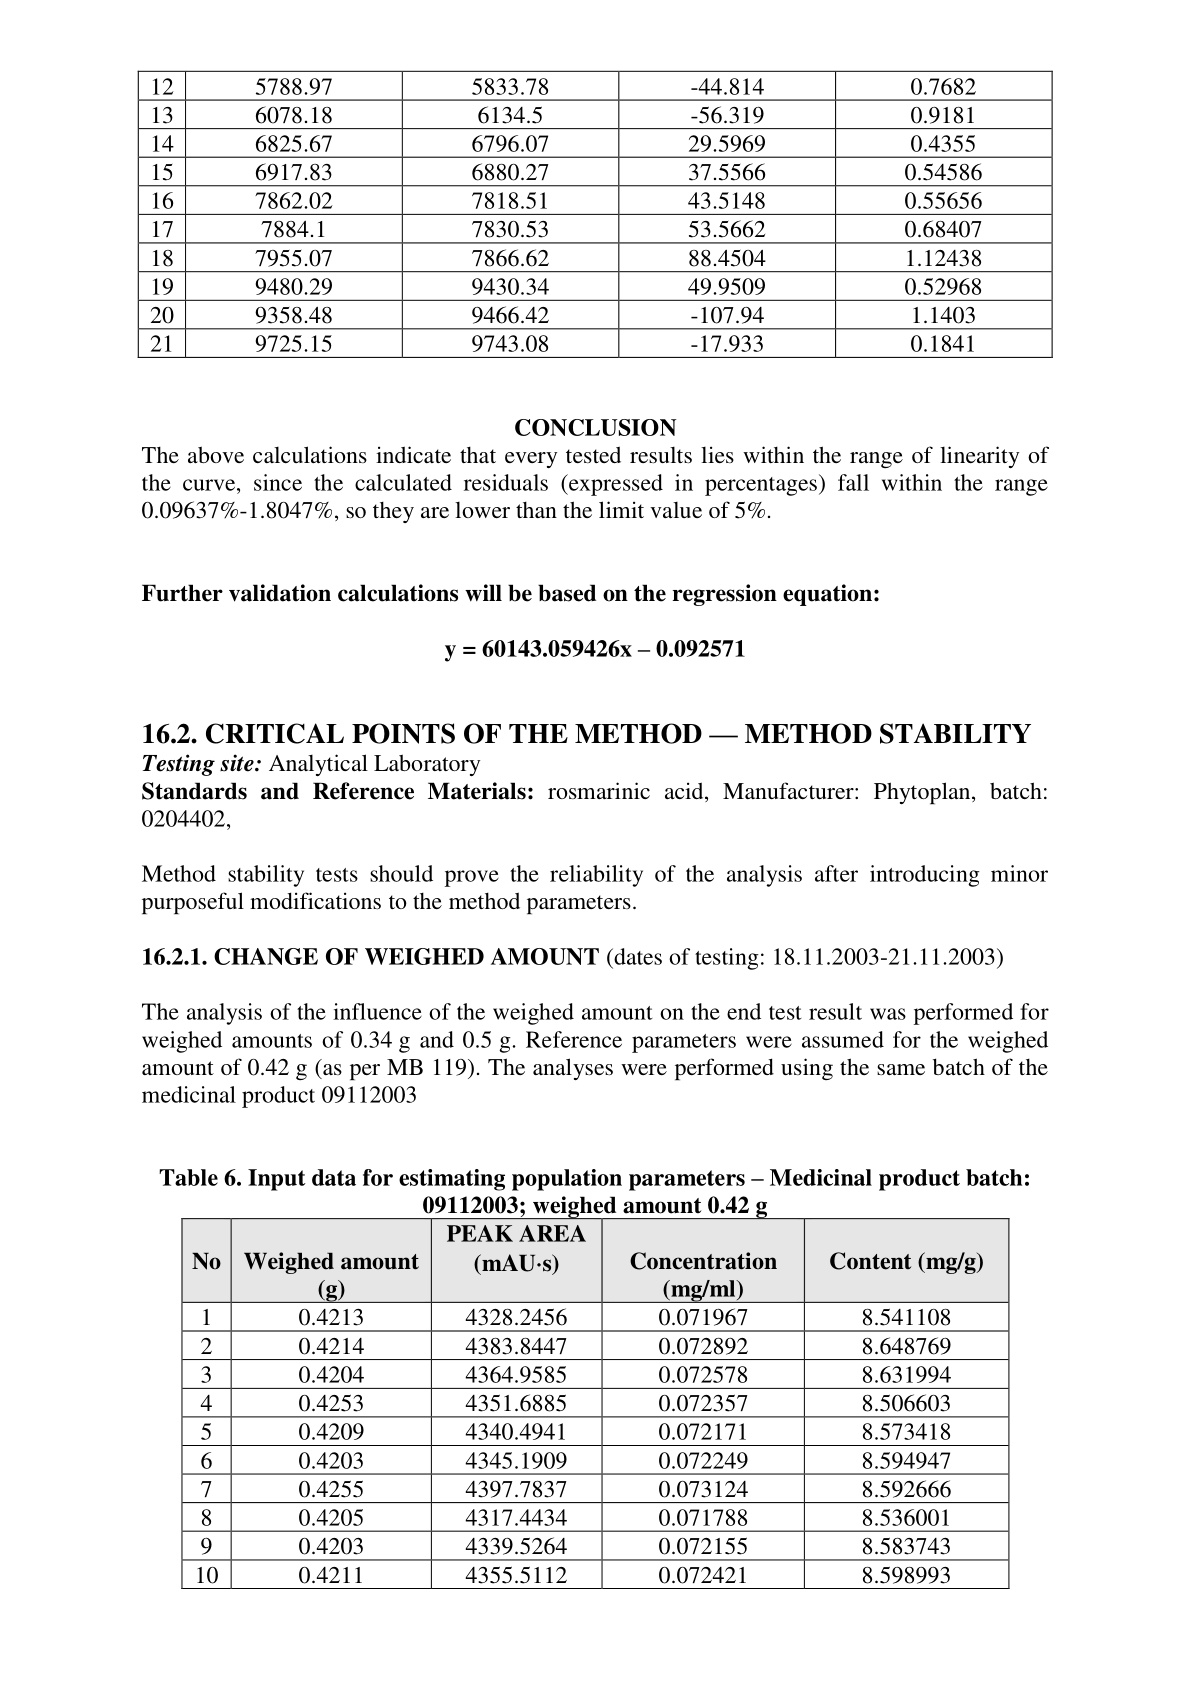 12 5788.97 5833.78 -44.814 0.7682
13 6078.18 6134.5 -56.319 0.9181
14 6825.67 6796.07 29.5969 0.4355
15 6917.83 6880.27 37.5566 0.54586
16 7862.02 7818.51 43.5148 0.55656
17 7884.1 7830.53 53.5662 0.68407
18 7955.07 7866.62 88.4504 1.12438
19 9480.29 9430.34 49.9509 0.52968
20 9358.48 9466.42 -107.94 1.1403
21 9725.15 9743.08 -17.933 0.1841
CONCLUSION
The above calculations indicate that every tested results lies within the range of linearity of
the curve, since the calculated residuals (expressed in percentages) fall within the range
0.09637%-1.8047%, so they are lower than the limit value of 5%.
Further validation calculations will be based on the regression equation:
y = 60143.059426x – 0.092571
16.2. CRITICAL POINTS OF THE METHOD — METHOD STABILITY
Testing site: Analytical Laboratory
Standards and Reference Materials: rosmarinic acid, Manufacturer: Phytoplan, batch:
0204402,
Method stability tests should prove the reliability of the analysis after introducing minor
purposeful modifications to the method parameters.
16.2.1. CHANGE OF WEIGHED AMOUNT (dates of testing: 18.11.2003-21.11.2003)
The analysis of the influence of the weighed amount on the end test result was performed for
weighed amounts of 0.34 g and 0.5 g. Reference parameters were assumed for the weighed
amount of 0.42 g (as per MB 119). The analyses were performed using the same batch of the
medicinal product 09112003
Table 6. Input data for estimating population parameters – Medicinal product batch:
09112003; weighed amount 0.42 g
No Weighed amount (g) PEAK AREA (mAU·s) Concentration (mg/ml) Content (mg/g)
1 0.4213 4328.2456 0.071967 8.541108
2 0.4214 4383.8447 0.072892 8.648769
3 0.4204 4364.9585 0.072578 8.631994
4 0.4253 4351.6885 0.072357 8.506603
5 0.4209 4340.4941 0.072171 8.573418
6 0.4203 4345.1909 0.072249 8.594947
7 0.4255 4397.7837 0.073124 8.592666
8 0.4205 4317.4434 0.071788 8.536001
9 0.4203 4339.5264 0.072155 8.583743
10 0.4211 4355.5112 0.072421 8.598993